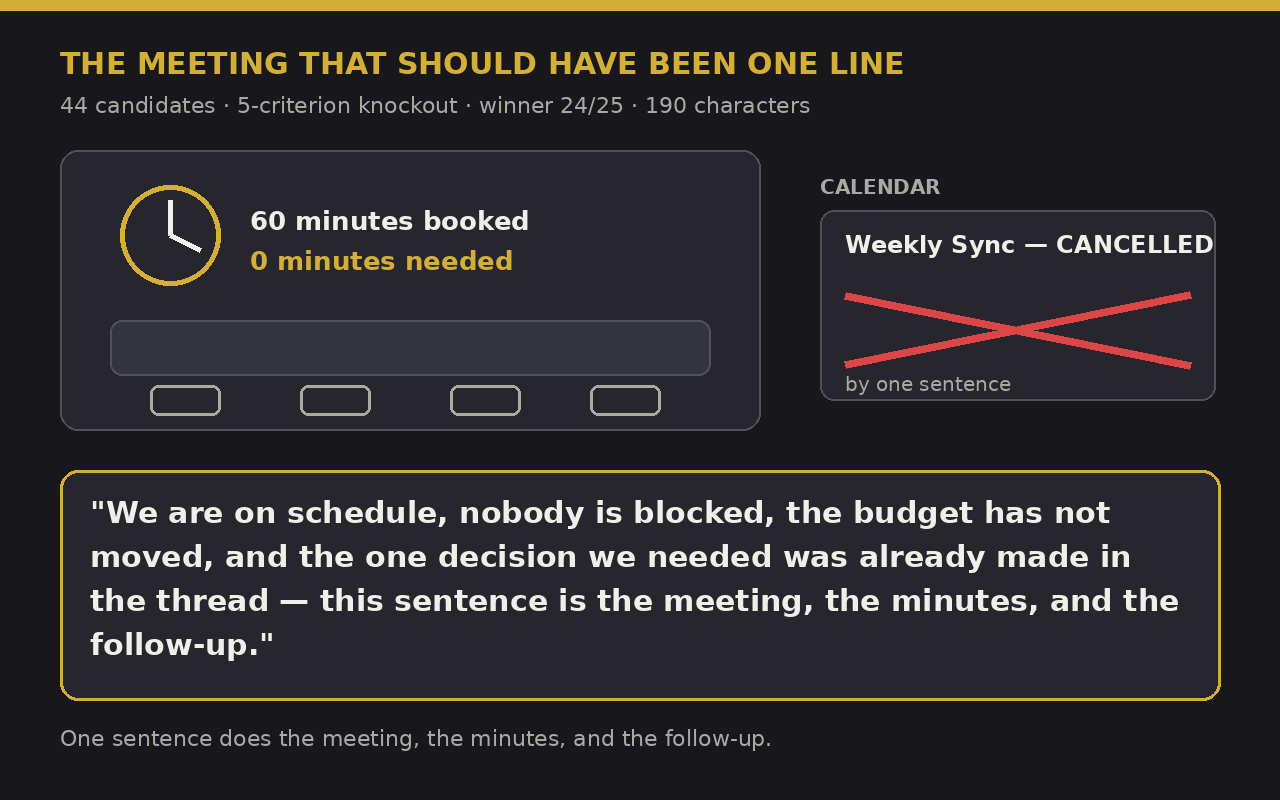 THE MEETING THAT SHOULD HAVE BEEN ONE LINE
44 candidates · 5-criterion knockout · winner 24/25 · 190 characters
60 minutes booked
0 minutes needed
CALENDAR
Weekly Sync — CANCELLED
by one sentence
"We are on schedule, nobody is blocked, the budget has not
moved, and the one decision we needed was already made in
the thread — this sentence is the meeting, the minutes, and the
follow-up."
One sentence does the meeting, the minutes, and the follow-up.